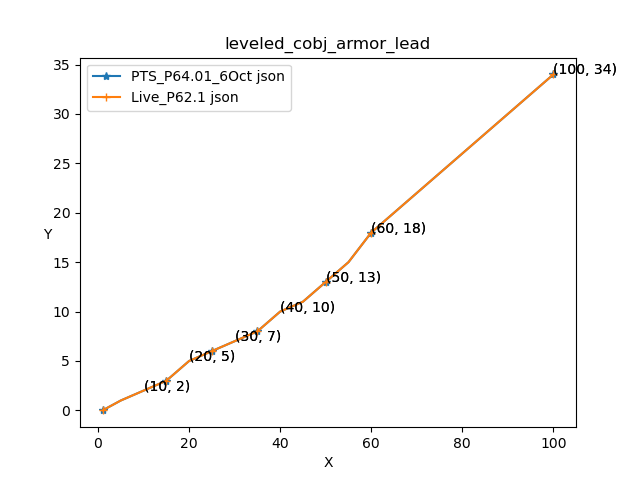 leveled_cobj_armor_lead
PTS_P64.01_6Oct json
Live_P62.1 json
(100, 34)
(60, 18)
(50, 13)
(40, 10)
(30, 7)
(20, 5)
(10, 2)
35
30
25
20
15
10
5
0
Y
0 20 40 60 80 100
X